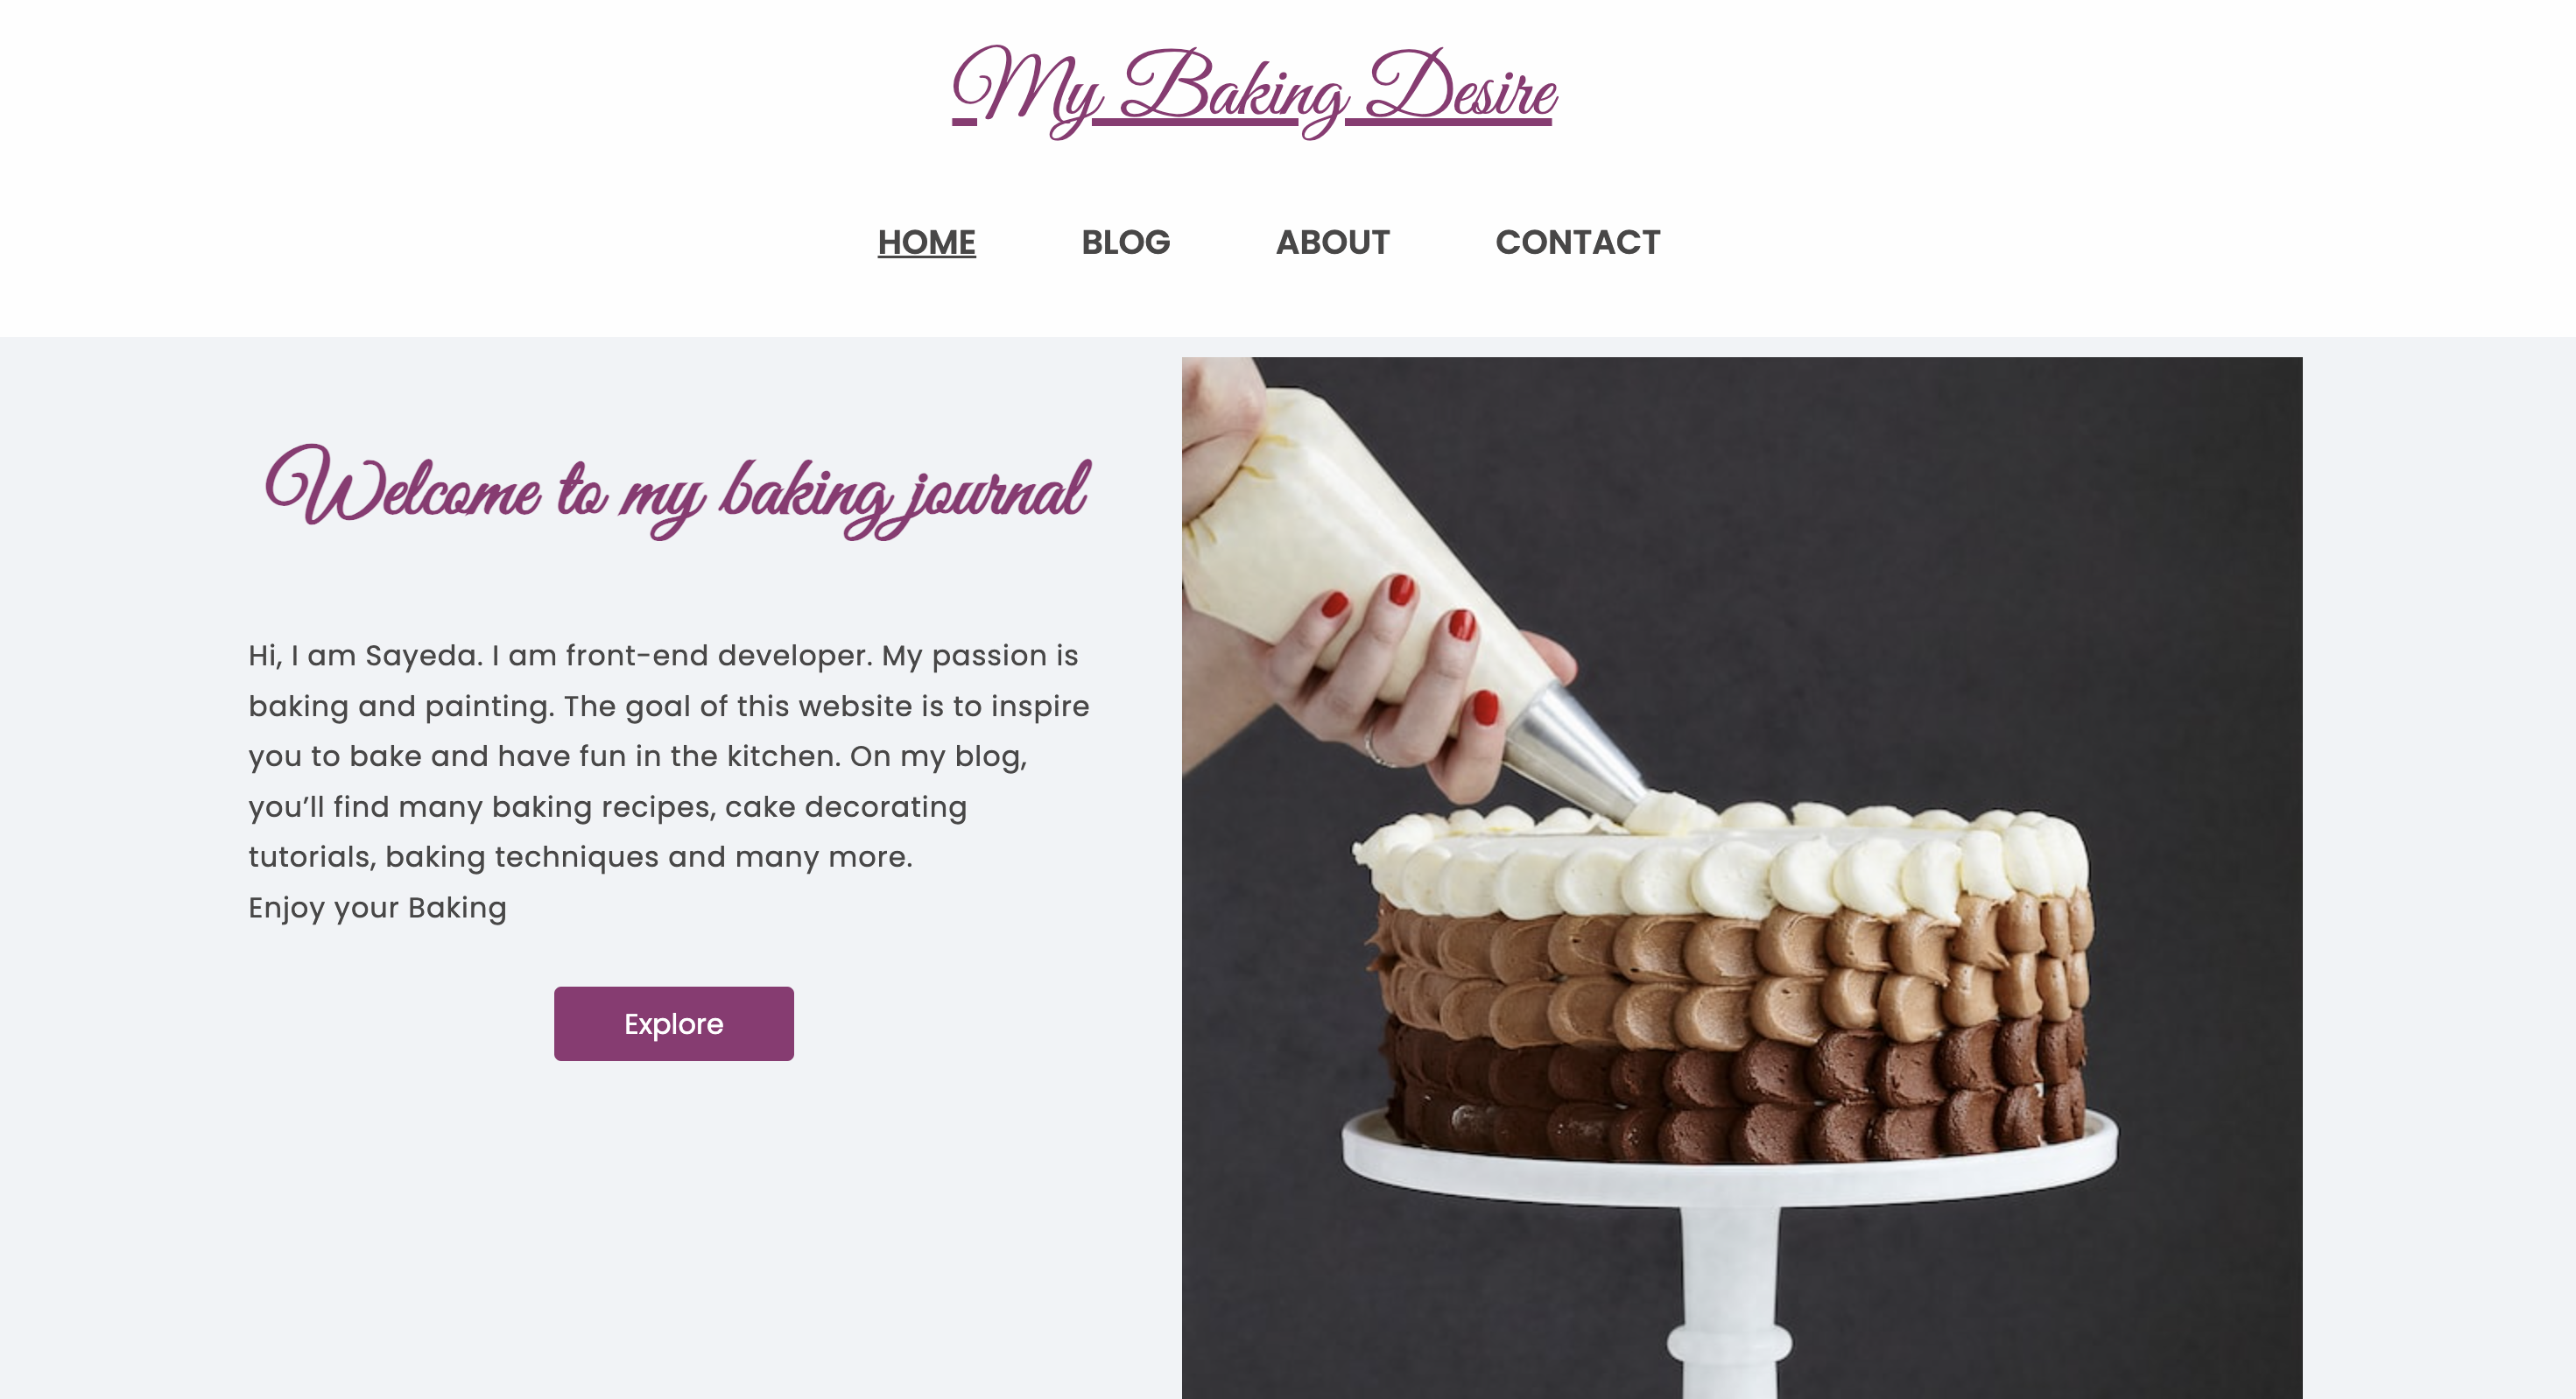 My Baking Desire
HOME BLOG ABOUT CONTACT
Welcome to my baking journal
Hi, I am Sayeda. I am front-end developer. My passion is
baking and painting. The goal of this website is to inspire
you to bake and have fun in the kitchen. On my blog,
you’ll find many baking recipes, cake decorating
tutorials, baking techniques and many more.
Enjoy your Baking
Explore